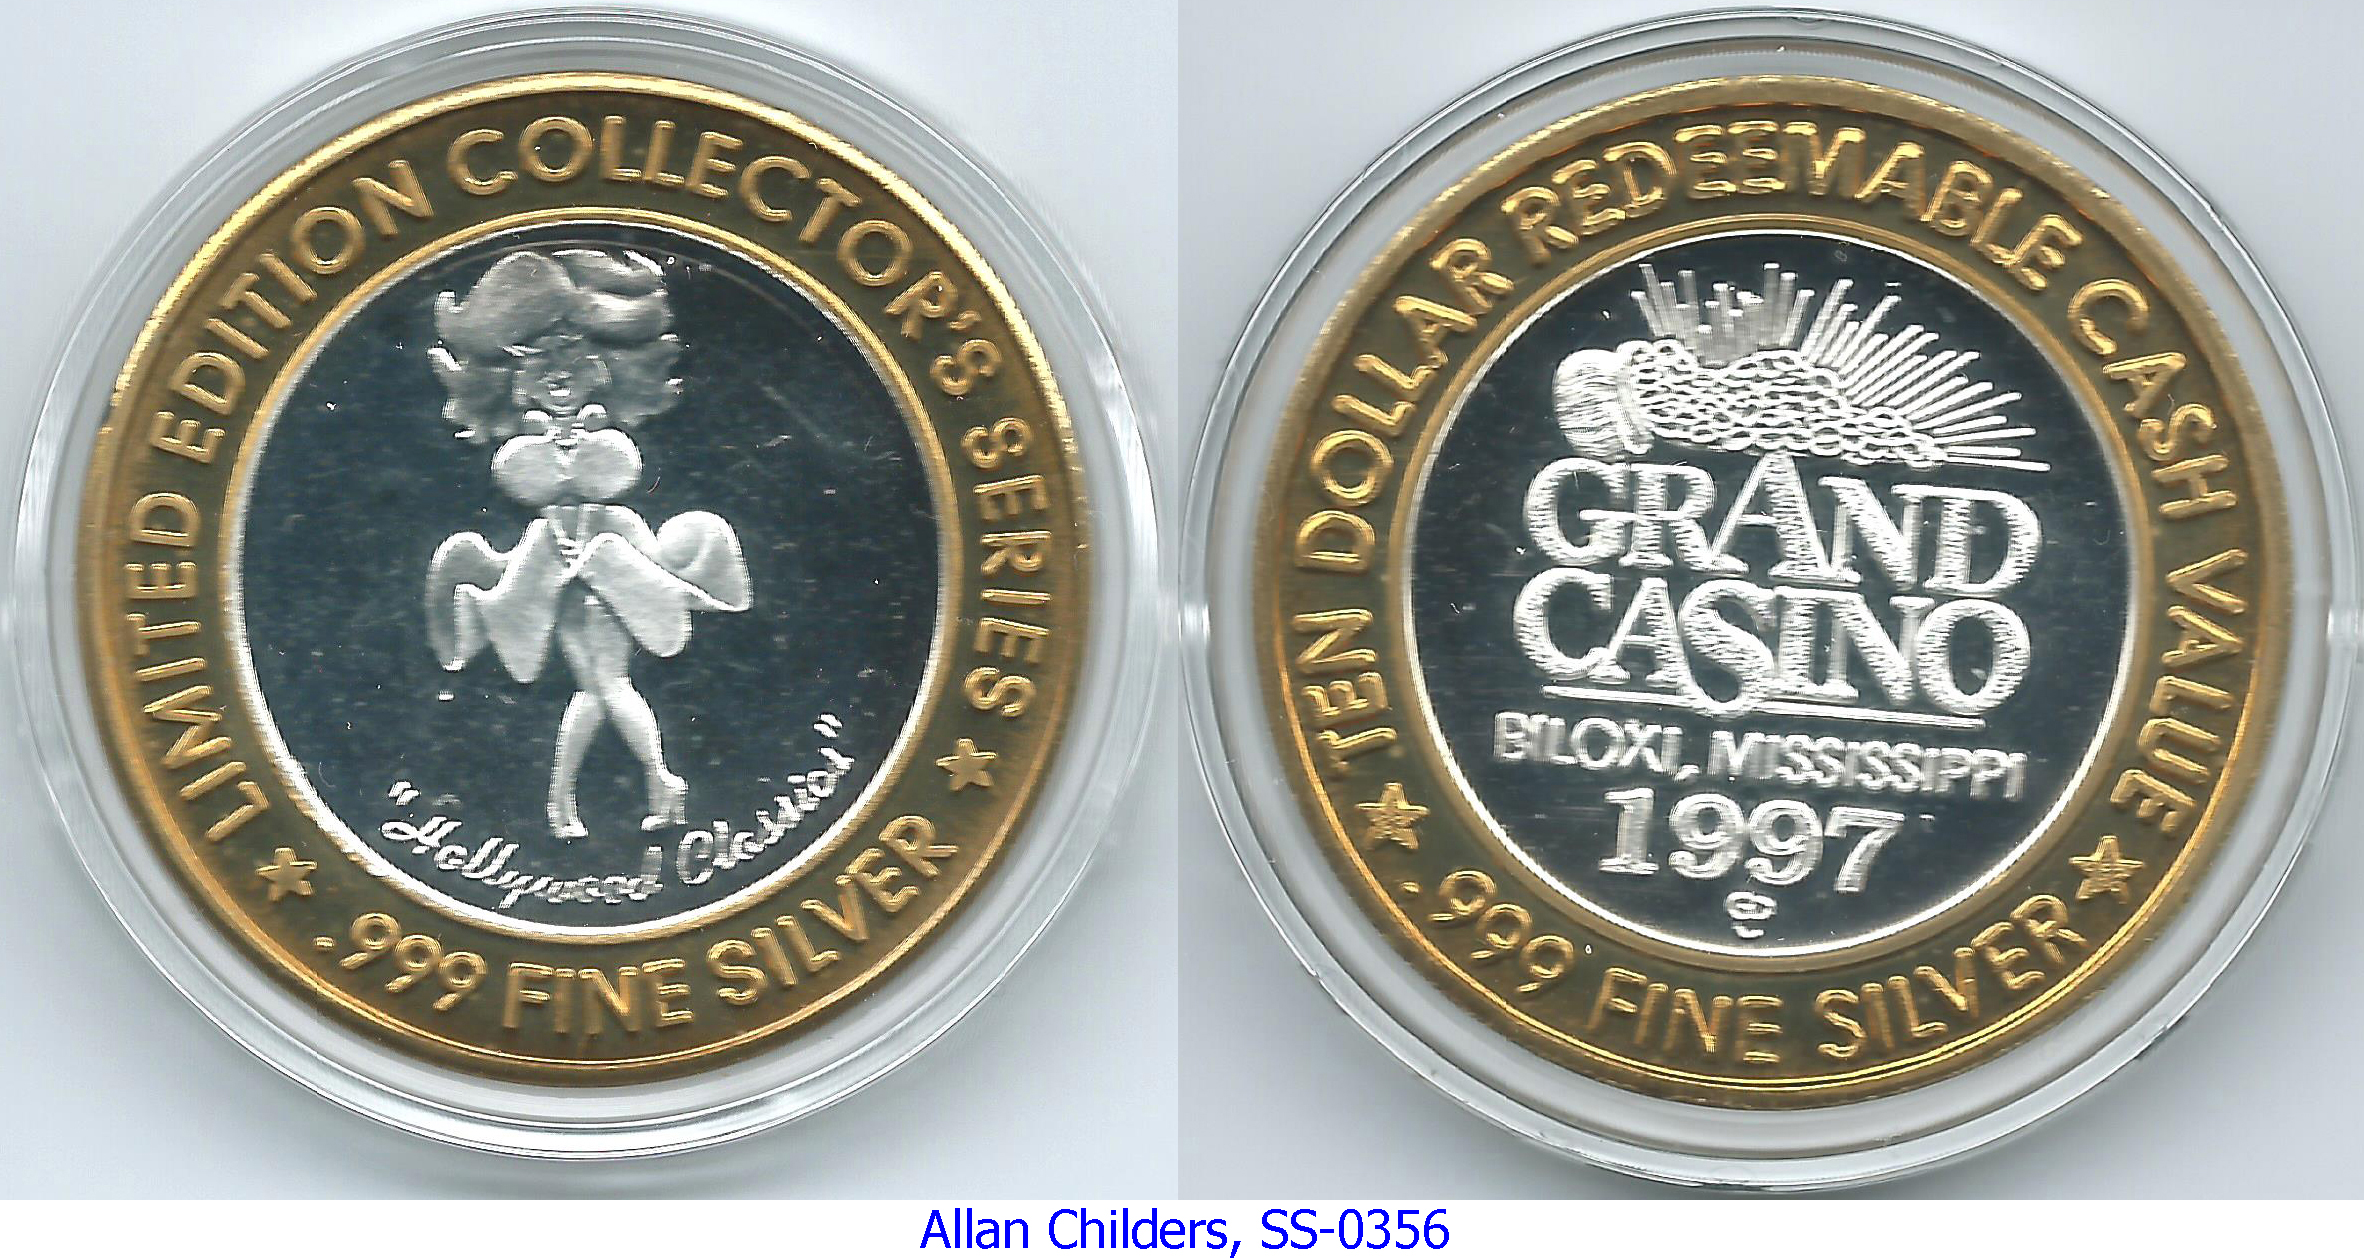 LIMITED EDITION COLLECTOR'S SERIES
"Hollywood Classics"
.999 FINE SILVER
TEN DOLLAR REDEEMABLE CASH VALUE
GRAND
CASINO
BILOXI, MISSISSIPPI
1997
.999 FINE SILVER
Allan Childers, SS-0356